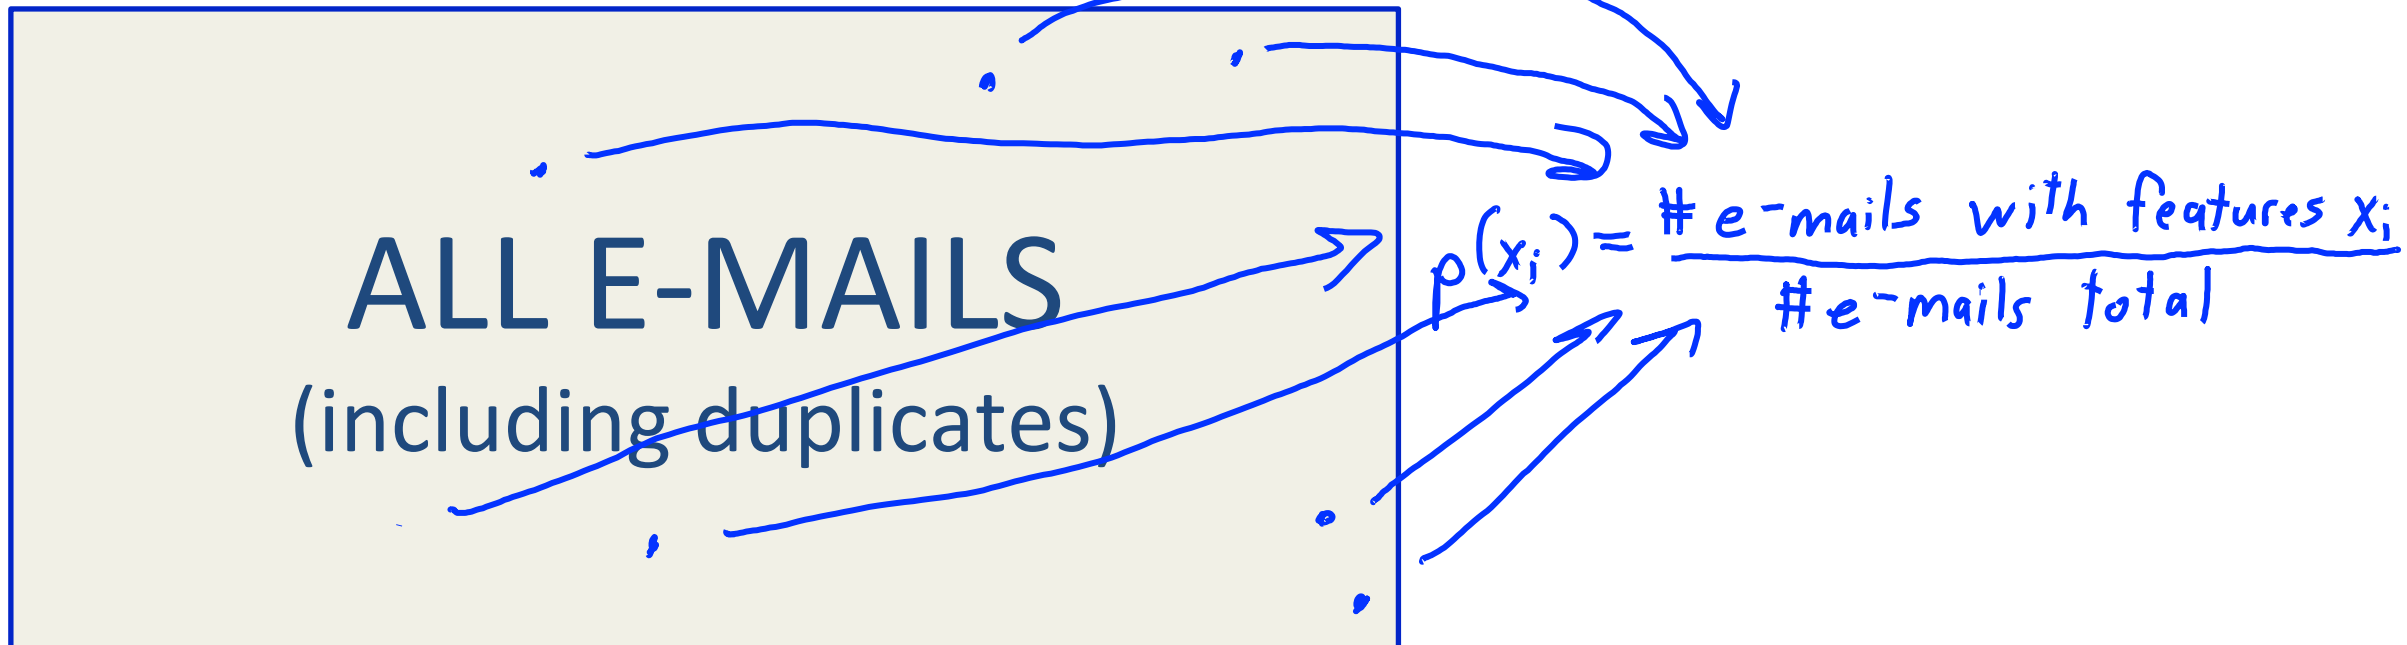 ALL E-MAILS
(including duplicates)
p(xi) = # e-mails with features xi
# e-mails total